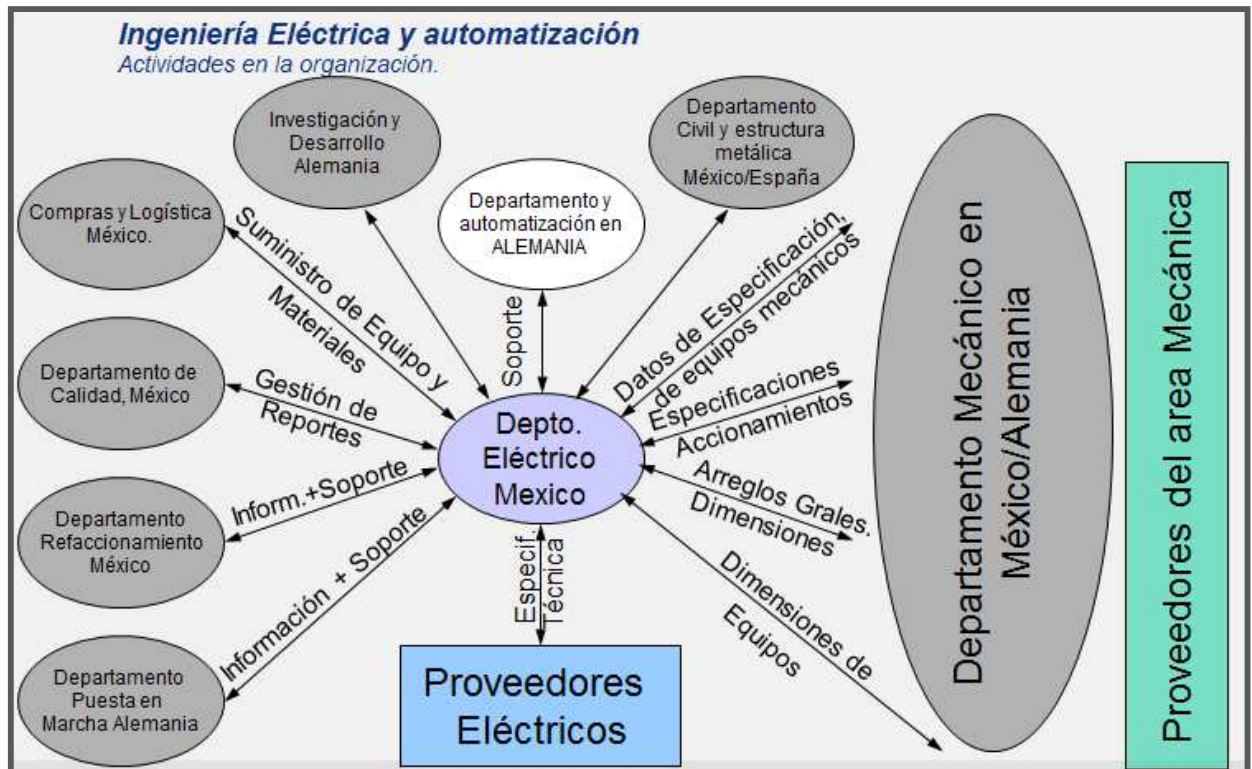 Ingeniería Eléctrica y automatización
Actividades en la organización.
Investigación y
Desarrollo
Alemania
Departamento
Civil y estructura
metálica
México/España
Departamento y
automatización en
ALEMANIA
Compras y Logística
México.
Departamento de
Calidad, México
Departamento
Refaccionamiento
México
Departamento
Puesta en
Marcha Alemania
Suministro de Equipo y
Materiales
Gestión de
Reportes
Inform.+Soporte
Información + Soporte
Soporte
Depto.
Eléctrico
Mexico
Especif.
Técnica
Proveedores
Eléctricos
Datos de Especificación,
de equipos mecánicos
Especificaciones
Accionamientos
Arreglos Grales.
Dimensiones
Dimensiones de
Equipos
Departamento Mecánico en
México/Alemania
Proveedores del area Mecánica